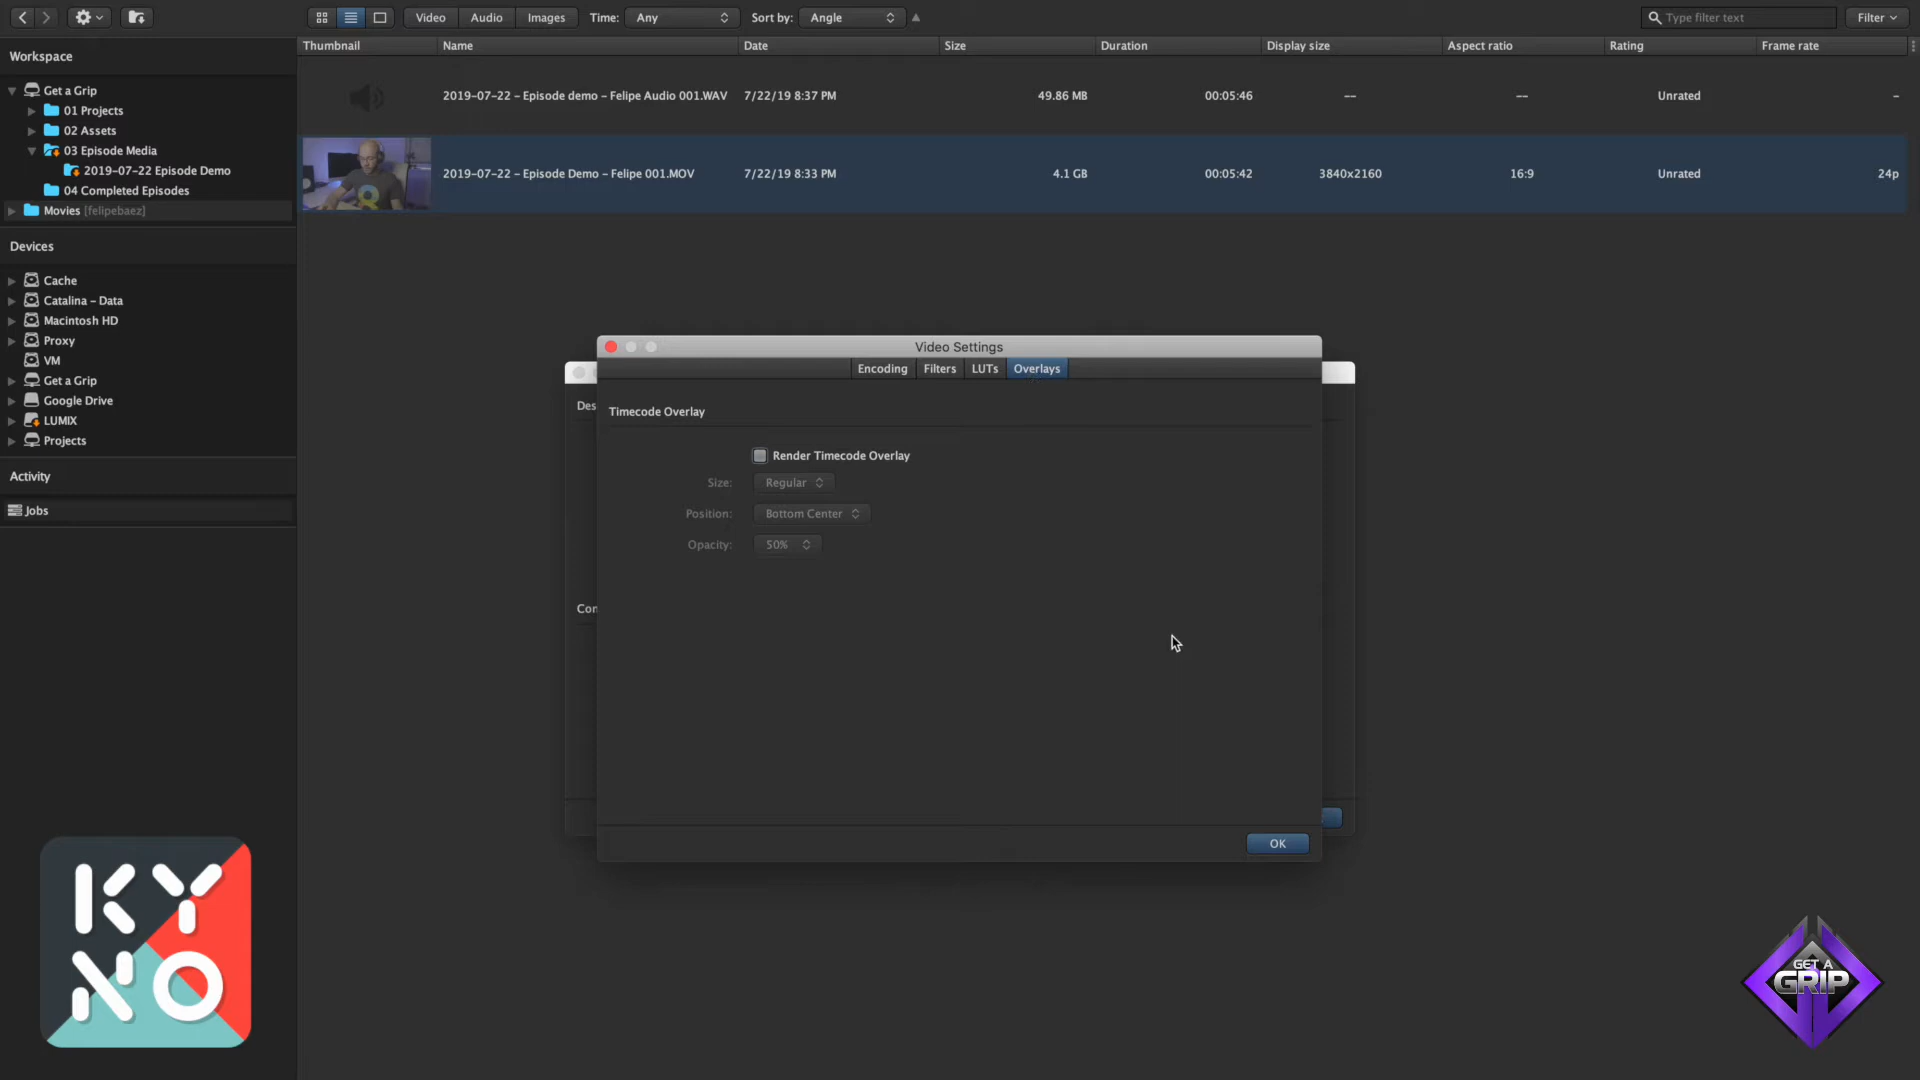 Video Audio Images Time: Any Sort by: Angle Type filter text Filter
Workspace
Thumbnail Name Date Size Duration Display size Aspect ratio Rating Frame rate
Get a Grip
01 Projects
02 Assets
03 Episode Media
2019-07-22 Episode Demo
04 Completed Episodes
Movies [felipebaez]
2019-07-22 – Episode demo – Felipe Audio 001.WAV 7/22/19 8:37 PM 49.86 MB 00:05:46 -- -- Unrated -
2019-07-22 – Episode Demo – Felipe 001.MOV 7/22/19 8:33 PM 4.1 GB 00:05:42 3840x2160 16:9 Unrated 24p
Devices
Cache
Catalina – Data
Macintosh HD
Proxy
VM
Get a Grip
Google Drive
LUMIX
Projects
Activity
Jobs
Video Settings
Encoding Filters LUTs Overlays
Des
Timecode Overlay
Render Timecode Overlay
Size: Regular
Position: Bottom Center
Opacity: 50%
Con
OK
KY
NO
GET A
GRIP